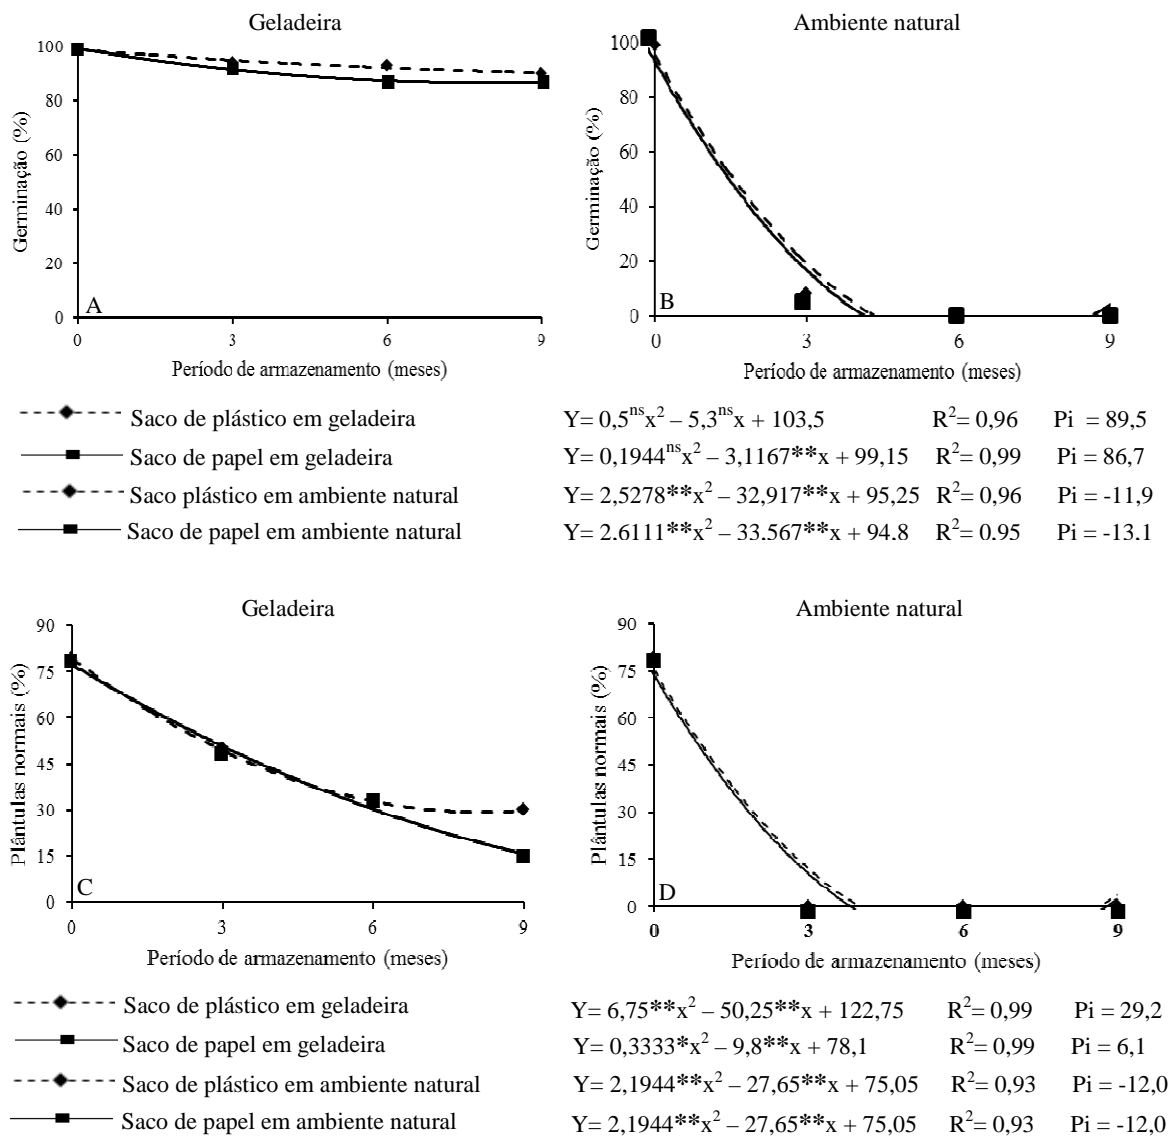 Geladeira
Ambiente natural
100
80
60
40
20
0
Germinação (%)
A
0 3 6 9
Período de armazenamento (meses)
100
80
60
40
20
0
Germinação (%)
B
0 3 6 9
Período de armazenamento (meses)
Saco de plástico em geladeira Y= 0,5ⁿˢx² – 5,3ⁿˢx + 103,5 R²= 0,96 Pi = 89,5
Saco de papel em geladeira Y= 0,1944ⁿˢx² – 3,1167**x + 99,15 R²= 0,99 Pi = 86,7
Saco plástico em ambiente natural Y= 2,5278**x² – 32,917**x + 95,25 R²= 0,96 Pi = -11,9
Saco de papel em ambiente natural Y= 2.6111**x² – 33.567**x + 94.8 R²= 0.95 Pi = -13.1
Geladeira
Ambiente natural
90
75
60
45
30
15
0
Plântulas normais (%)
C
0 3 6 9
Período de armazenamento (meses)
90
75
60
45
30
15
0
Plântulas normais (%)
D
0 3 6 9
Período de armazenamento (meses)
Saco de plástico em geladeira Y= 6,75**x² – 50,25**x + 122,75 R²= 0,99 Pi = 29,2
Saco de papel em geladeira Y= 0,3333*x² – 9,8**x + 78,1 R²= 0,99 Pi = 6,1
Saco de plástico em ambiente natural Y= 2,1944**x² – 27,65**x + 75,05 R²= 0,93 Pi = -12,0
Saco de papel em ambiente natural Y= 2,1944**x² – 27,65**x + 75,05 R²= 0,93 Pi = -12,0